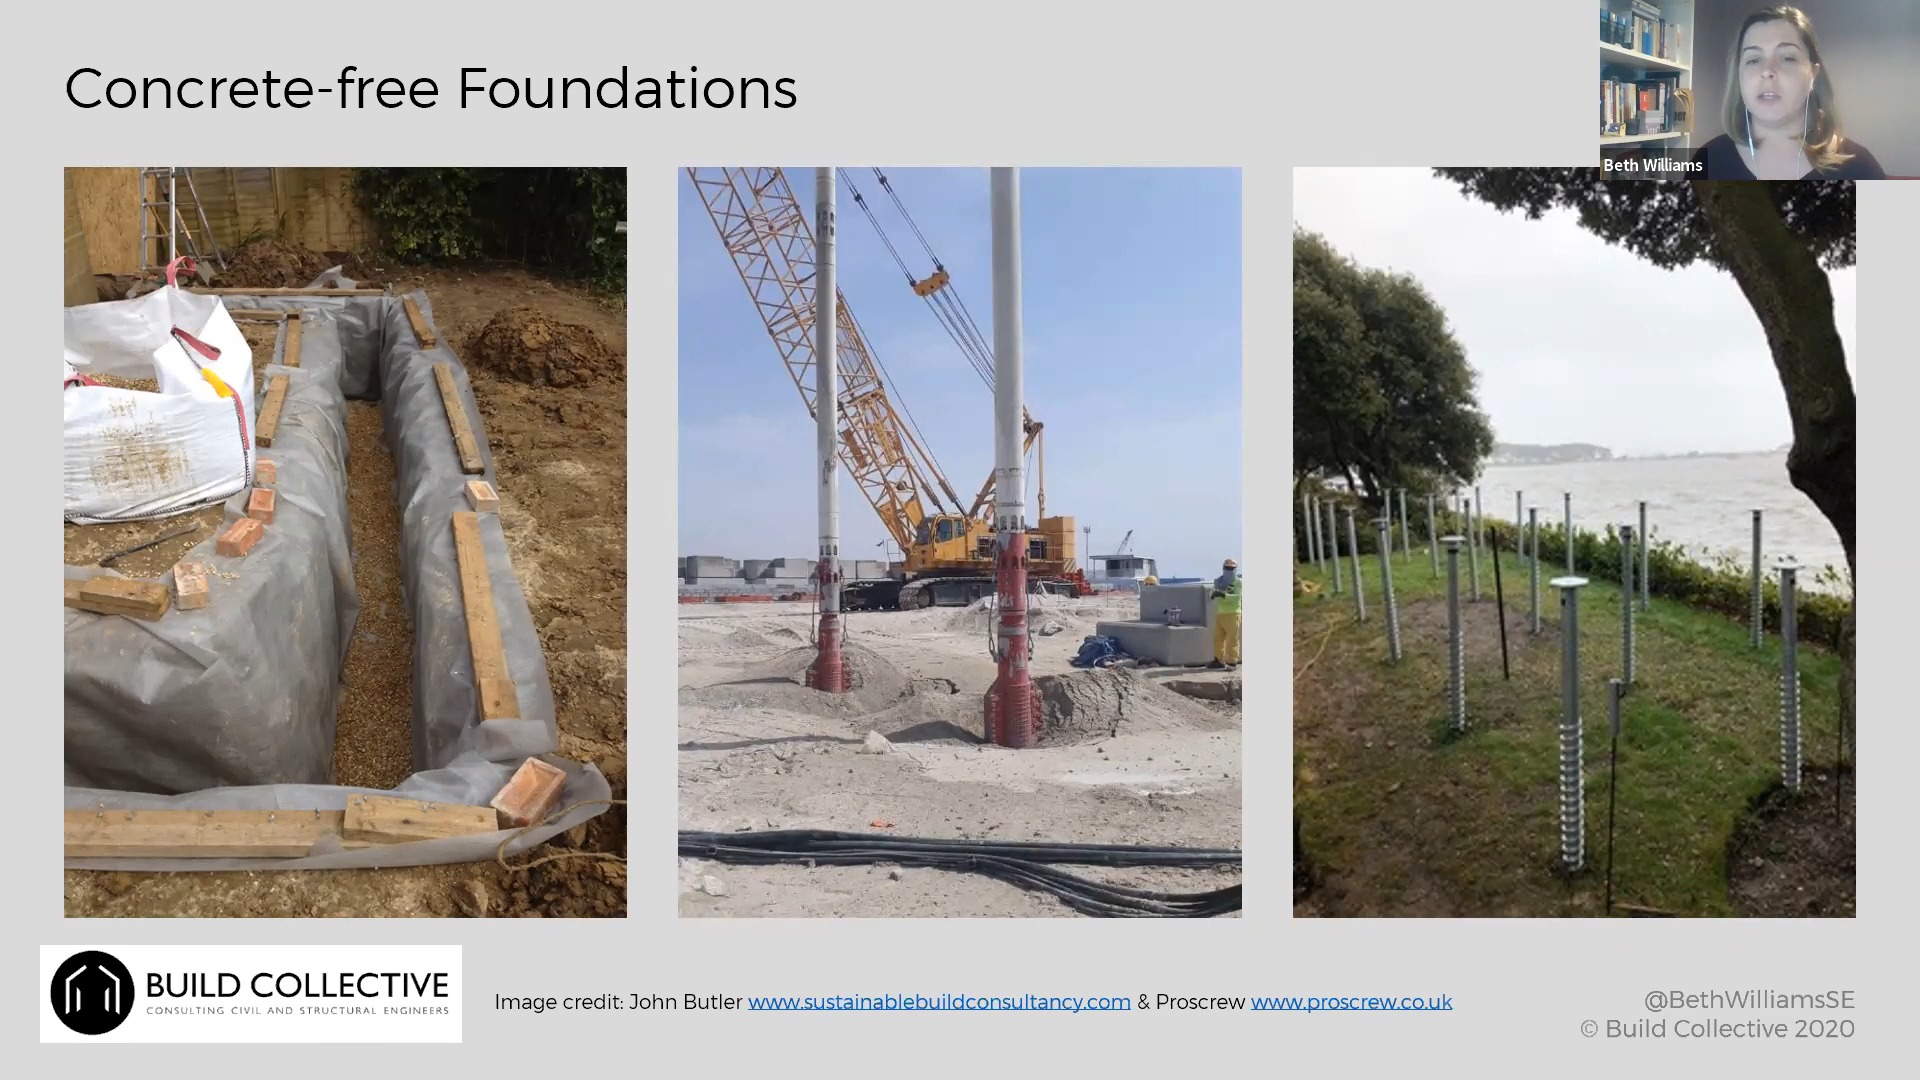 Concrete-free Foundations
Beth Williams
BUILD COLLECTIVE
CONSULTING CIVIL AND STRUCTURAL ENGINEERS
Image credit: John Butler www.sustainablebuildconsultancy.com & Proscrew www.proscrew.co.uk
@BethWilliamsSE
© Build Collective 2020